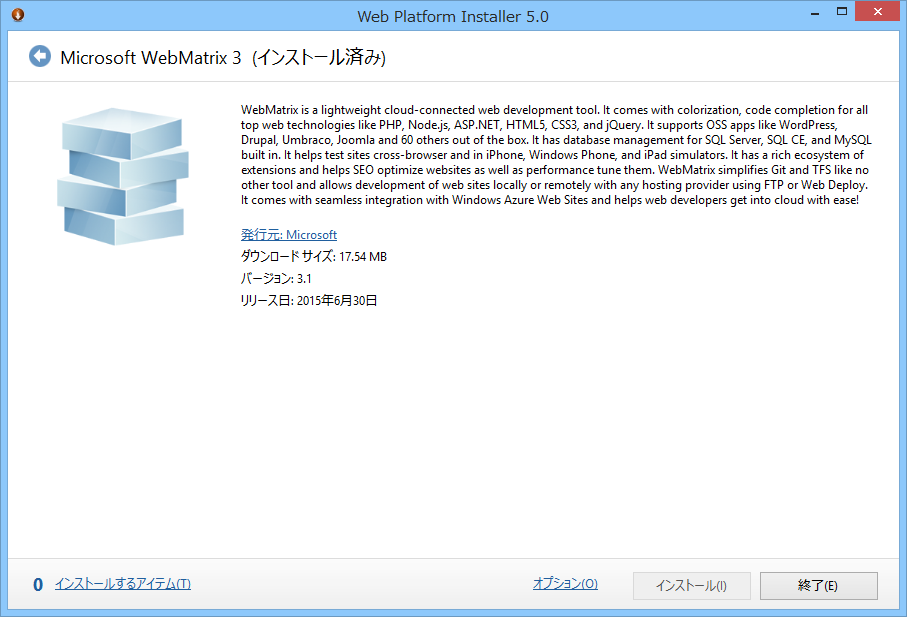 Web Platform Installer 5.0
Microsoft WebMatrix 3 (インストール済み)
WebMatrix is a lightweight cloud-connected web development tool. It comes with colorization, code completion for all
top web technologies like PHP, Node.js, ASP.NET, HTML5, CSS3, and jQuery. It supports OSS apps like WordPress,
Drupal, Umbraco, Joomla and 60 others out of the box. It has database management for SQL Server, SQL CE, and MySQL
built in. It helps test sites cross-browser and in iPhone, Windows Phone, and iPad simulators. It has a rich ecosystem of
extensions and helps SEO optimize websites as well as performance tune them. WebMatrix simplifies Git and TFS like no
other tool and allows development of web sites locally or remotely with any hosting provider using FTP or Web Deploy.
It comes with seamless integration with Windows Azure Web Sites and helps web developers get into cloud with ease!
発行元: Microsoft
ダウンロード サイズ: 17.54 MB
バージョン: 3.1
リリース日: 2015年6月30日
0 インストールするアイテム(T) オプション(O) インストール(I) 終了(E)